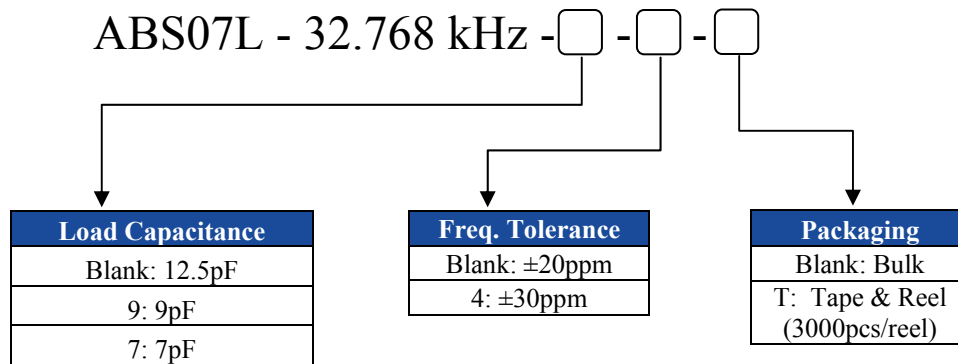 ABS07L - 32.768 kHz - - -
Load Capacitance
Blank: 12.5pF
9: 9pF
7: 7pF
Freq. Tolerance
Blank: ±20ppm
4: ±30ppm
Packaging
Blank: Bulk
T: Tape & Reel
(3000pcs/reel)